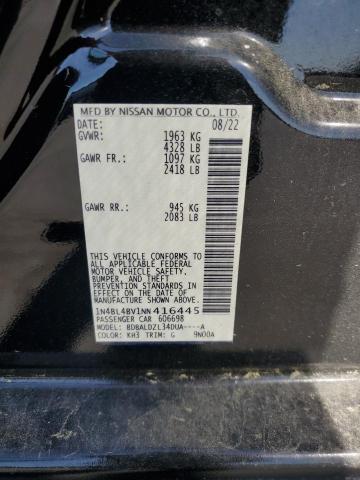 MFD BY NISSAN MOTOR CO., LTD.
DATE: 08/22
GVWR: 1963 KG
4328 LB
GAWR FR.: 1097 KG
2418 LB
GAWR RR.: 945 KG
2083 LB
THIS VEHICLE CONFORMS TO
ALL APPLICABLE FEDERAL MOTOR
VEHICLE SAFETY, BUMPER, AND
THEFT PREVENTION STANDARDS
IN EFFECT ON THE DATE OF
MANUFACTURE SHOWN ABOVE.
1N4BL4BV1NN416445
PASSENGER CAR 606698
MODEL: BDBALDZL34DUA----A
COLOR: KH3 TRIM: G 9N00A